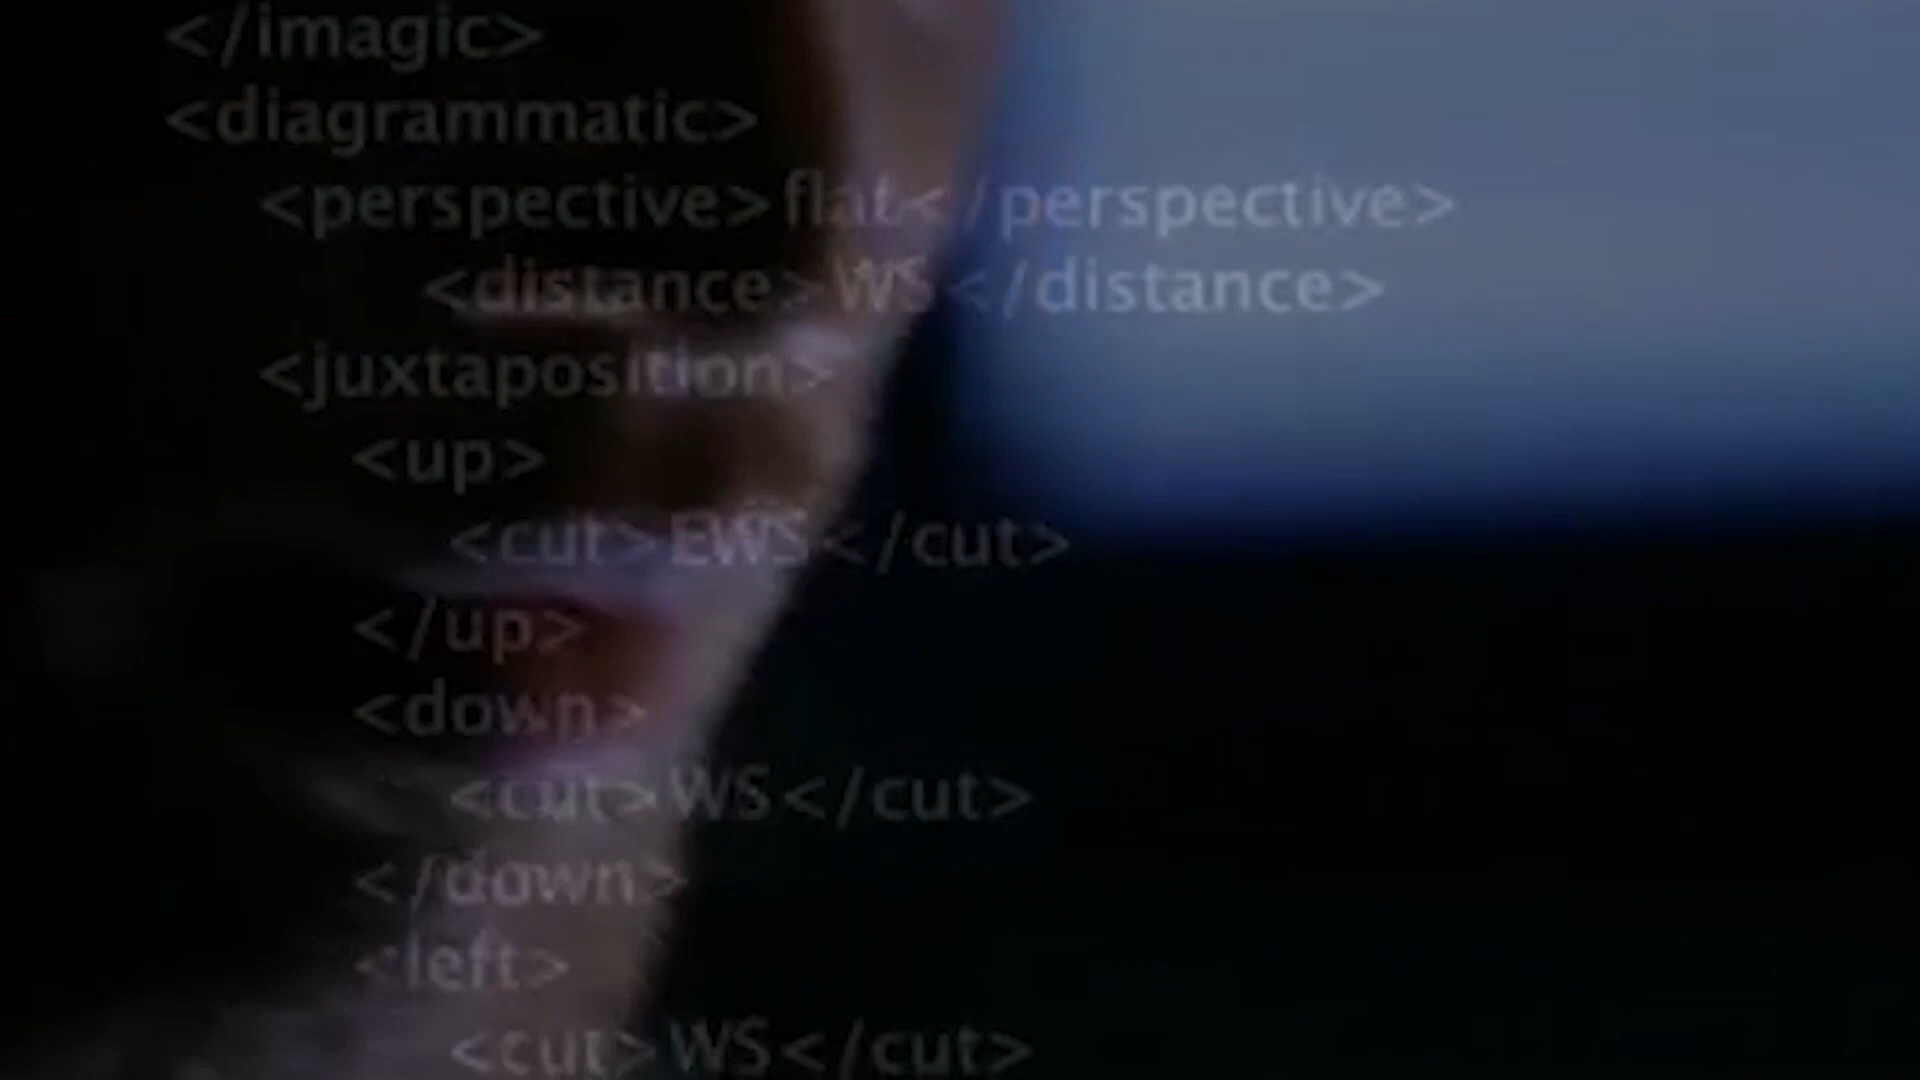 </imagic>
<diagrammatic>
<perspective>flat</perspective>
<distance>WS</distance>
<juxtaposition>
<up>
<cut>EWS</cut>
</up>
<down>
<cut>WS</cut>
</down>
<left>
<cut>WS</cut>